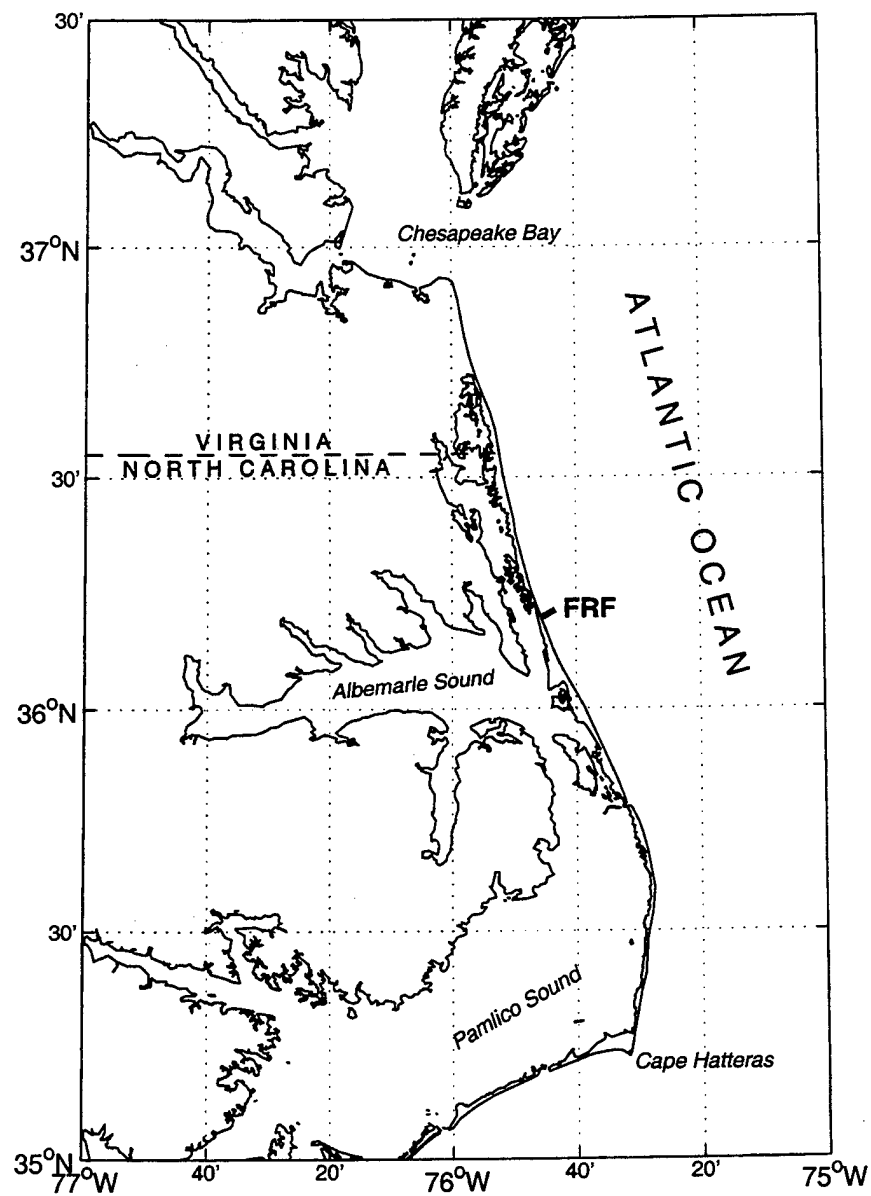 30'
Chesapeake Bay
37°N
ATLANTIC OCEAN
VIRGINIA
NORTH CAROLINA
30'
FRF
Albemarle Sound
36°N
30'
Pamlico Sound
Cape Hatteras
35°N
77°W 40' 20' 76°W 40' 20' 75°W